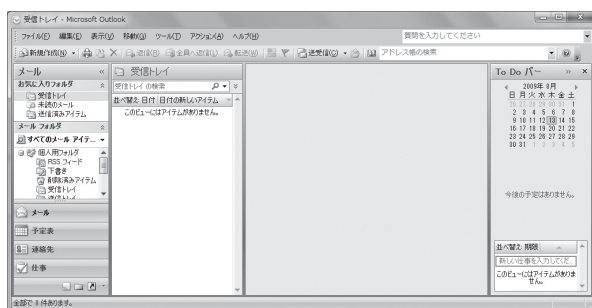 受信トレイ - Microsoft Outlook
ファイル(F) 編集(E) 表示(V) 移動(G) ツール(T) アクション(A) ヘルプ(H) 質問を入力してください
新規作成(N) 返信(R) 全員へ返信(L) 転送(W) 送受信(C) アドレス帳の検索
メール «
お気に入りフォルダ
受信トレイ
未読のメール
送信済みアイテム
メール フォルダ
すべてのメール アイテ...
個人用フォルダ
RSS フィード
下書き
削除済みアイテム
受信トレイ
送信トレイ
メール
予定表
連絡先
仕事
受信トレイ
受信トレイ の検索
並べ替え: 日付 日付の新しいアイテム
このビューにはアイテムがありません。
To Do バー » ×
2009年 8月
日 月 火 水 木 金 土
26 27 28 29 30 31 1
2 3 4 5 6 7 8
9 10 11 12 13 14 15
16 17 18 19 20 21 22
23 24 25 26 27 28 29
30 31 1 2 3 4 5
今後の予定はありません。
並べ替え: 期限
新しい仕事を入力してくだ...
このビューにはアイテムがありません。
全部で 0 件あります。